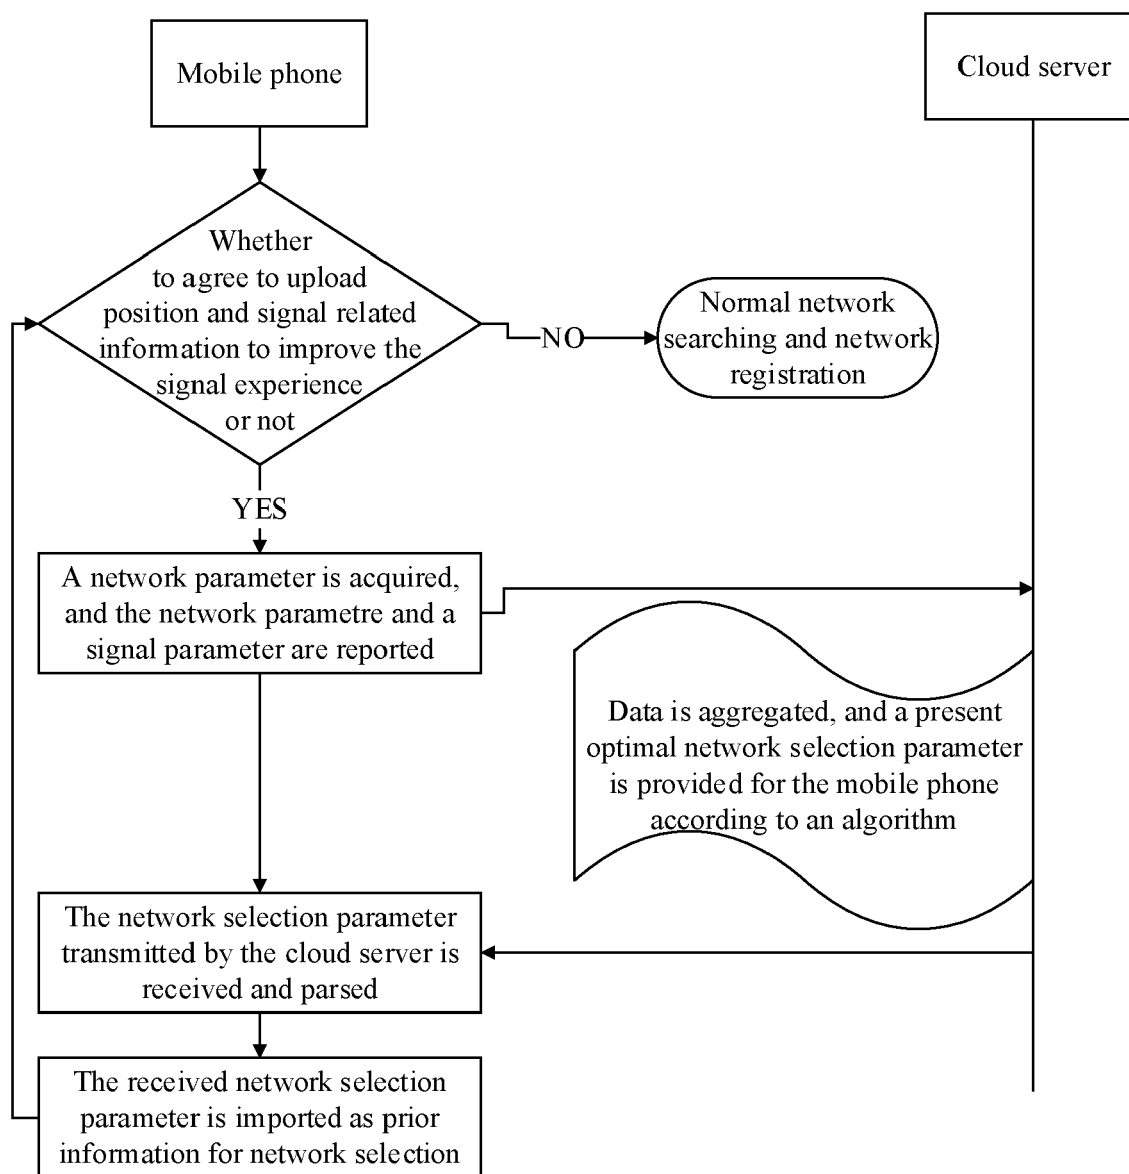 Mobile phone
Cloud server
Whether
to agree to upload
position and signal related
information to improve the
signal experience
or not
NO
Normal network
searching and network
registration
YES
A network parameter is acquired,
and the network parametre and a
signal parameter are reported
Data is aggregated, and a present
optimal network selection parameter
is provided for the mobile phone
according to an algorithm
The network selection parameter
transmitted by the cloud server is
received and parsed
The received network selection
parameter is imported as prior
information for network selection